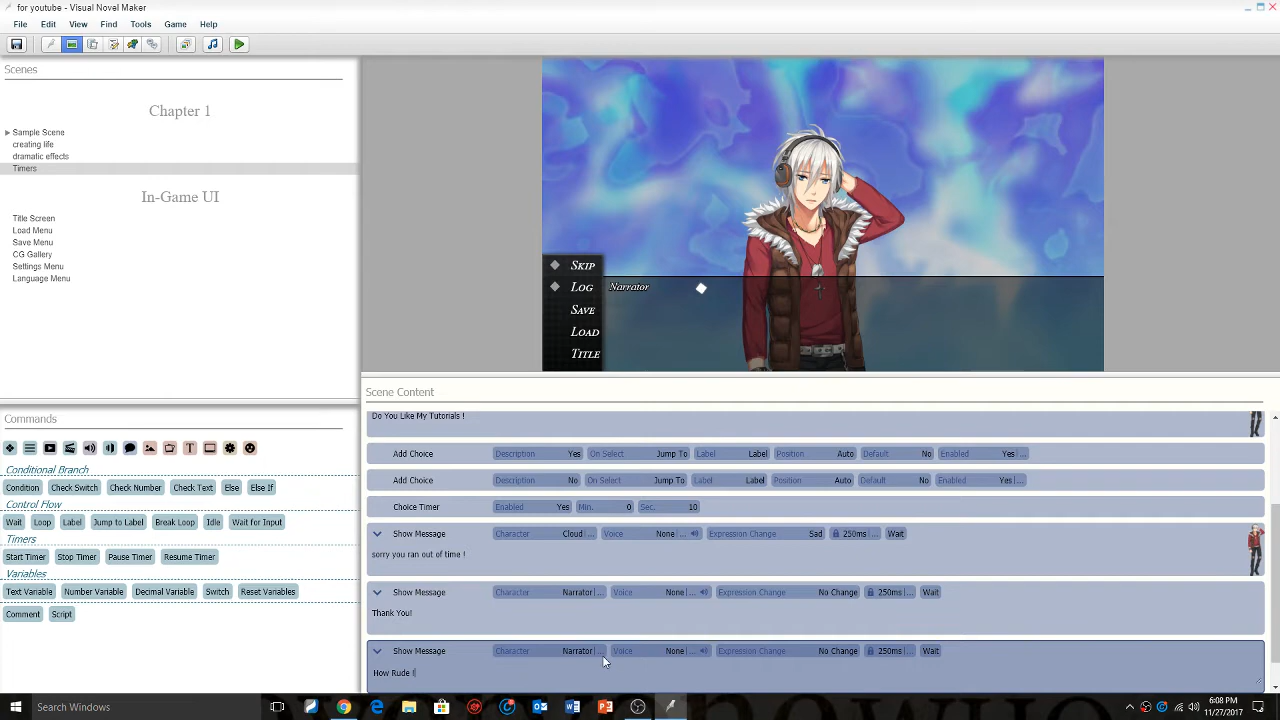 for youtube - Visual Novel Maker
File Edit View Find Tools Game Help
Scenes
Chapter 1
Sample Scene
creating life
dramatic effects
Timers
In-Game UI
Title Screen
Load Menu
Save Menu
CG Gallery
Settings Menu
Language Menu
Skip
Log
Save
Load
Title
Narrator
Commands
Conditional Branch
Condition Check Switch Check Number Check Text Else Else If
Control Flow
Wait Loop Label Jump to Label Break Loop Idle Wait for Input
Timers
Start Timer Stop Timer Pause Timer Resume Timer
Variables
Text Variable Number Variable Decimal Variable Switch Reset Variables
Comment Script
Scene Content
Do You Like My Tutorials !
Add Choice Description Yes On Select Jump To Label Label Position Auto Default No Enabled Yes ...
Add Choice Description No On Select Jump To Label Label Position Auto Default No Enabled Yes ...
Choice Timer Enabled Yes Min. 0 Sec. 10
Show Message Character Cloud ... Voice None ... Expression Change Sad 250ms ... Wait
sorry you ran out of time !
Show Message Character Narrator ... Voice None ... Expression Change No Change 250ms ... Wait
Thank You!
Show Message Character Narrator ... Voice None ... Expression Change No Change 250ms ... Wait
How Rude !
Search Windows
6:08 PM
11/27/2017